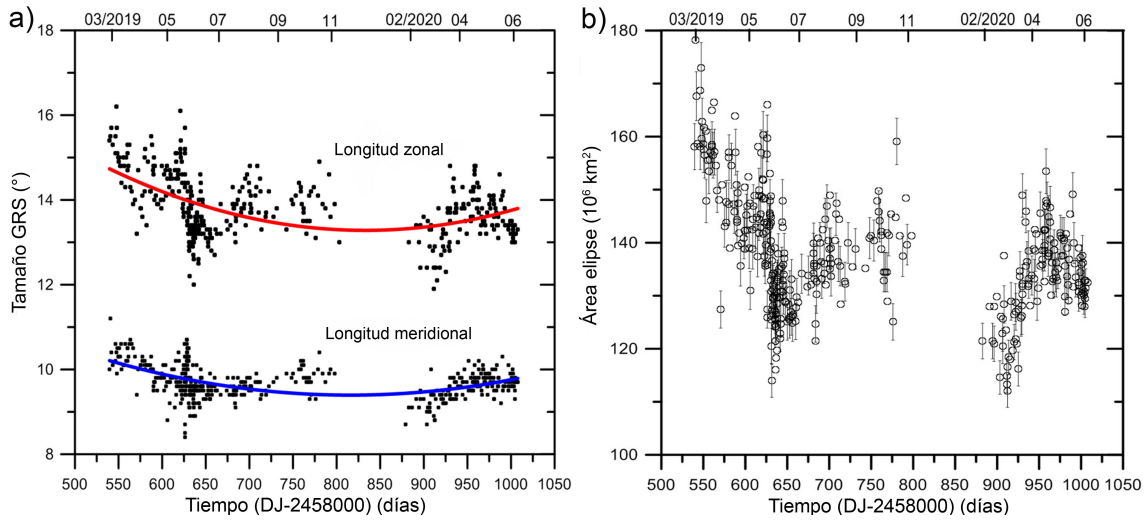 a)
03/2019 05 07 09 11 02/2020 04 06
18
16
14
12
10
8
Tamaño GRS (°)
Longitud zonal
Longitud meridional
500 550 600 650 700 750 800 850 900 950 1000 1050
Tiempo (DJ-2458000) (días)
b)
03/2019 05 07 09 11 02/2020 04 06
180
160
140
120
100
Área elipse (10⁶ km²)
500 550 600 650 700 750 800 850 900 950 1000 1050
Tiempo (DJ-2458000) (días)